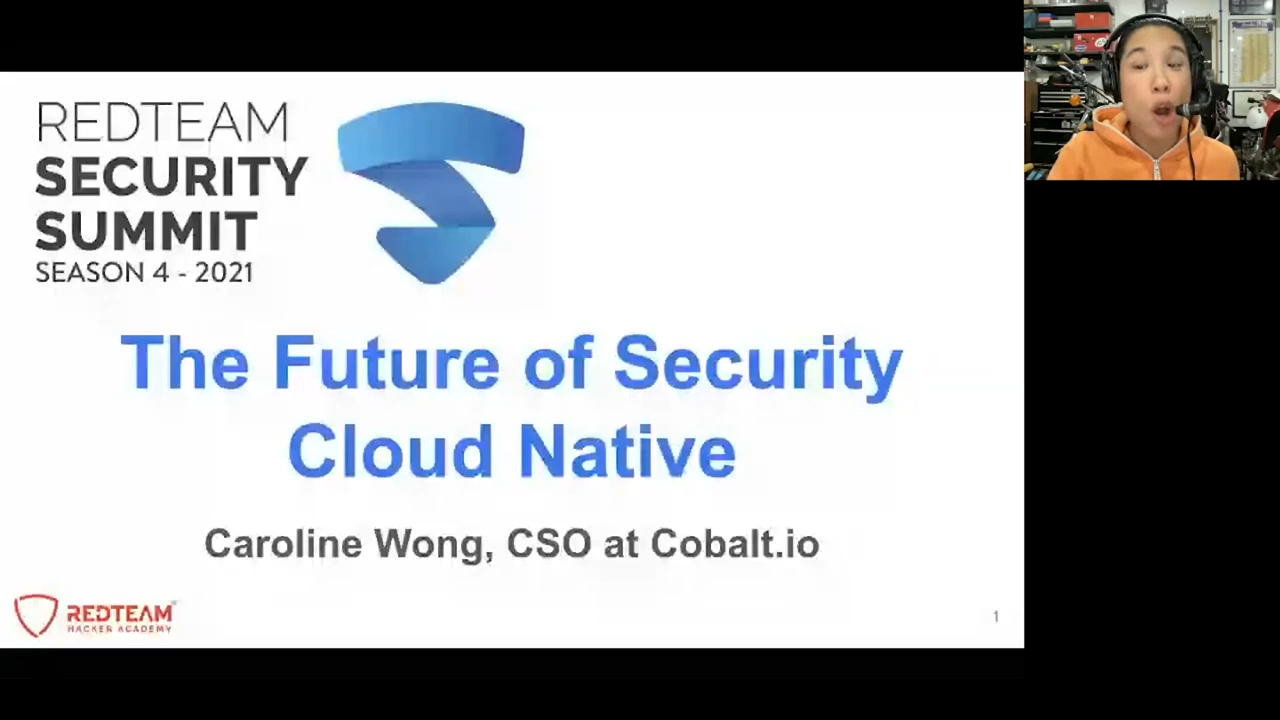 REDTEAM
SECURITY
SUMMIT
SEASON 4 - 2021
The Future of Security
Cloud Native
Caroline Wong, CSO at Cobalt.io
REDTEAM
HACKER ACADEMY
1